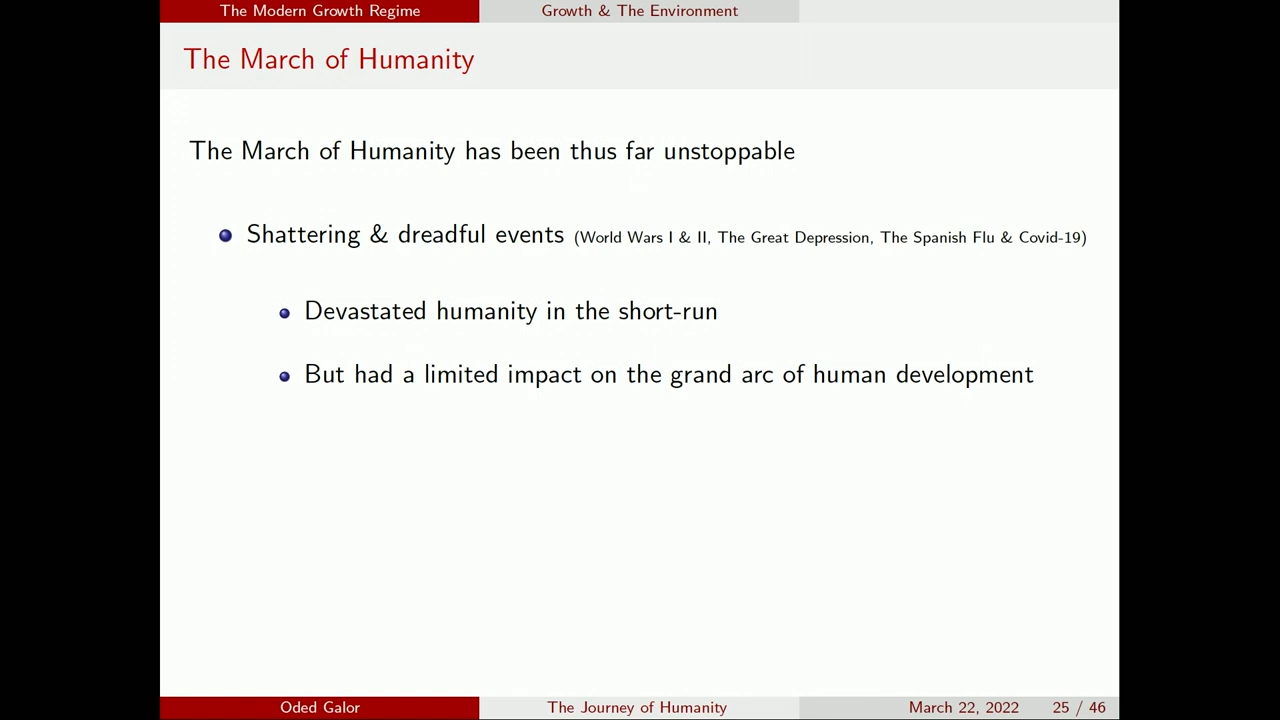 The Modern Growth Regime Growth & The Environment
The March of Humanity
The March of Humanity has been thus far unstoppable
Shattering & dreadful events (World Wars I & II, The Great Depression, The Spanish Flu & Covid-19)
Devastated humanity in the short-run
But had a limited impact on the grand arc of human development
Oded Galor The Journey of Humanity March 22, 2022 25 / 46